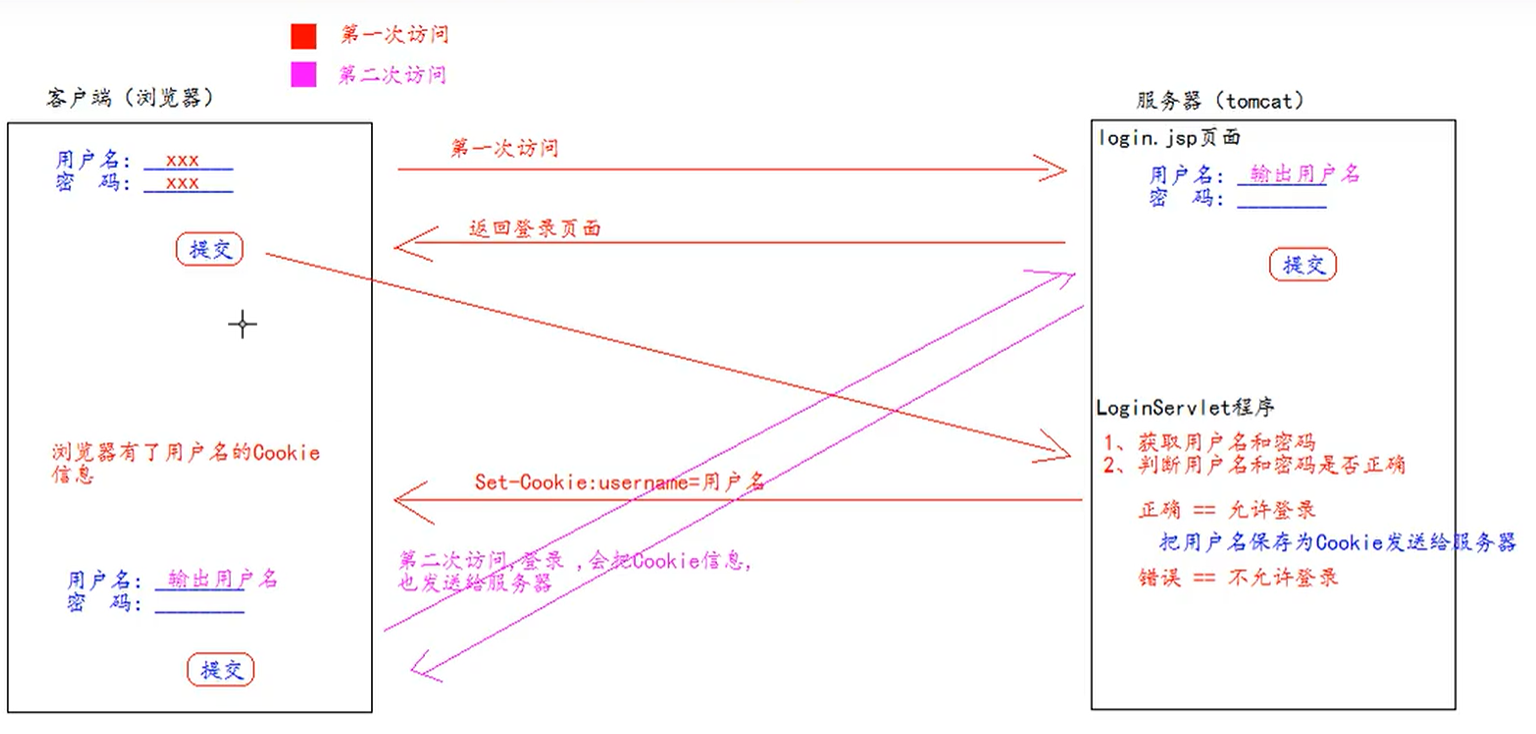 第一次访问
第二次访问
客户端（浏览器）
用户名: xxx
密 码: xxx
提交
浏览器有了用户名的Cookie
信息
用户名: 输出用户名
密 码:
提交
第一次访问
返回登录页面
Set-Cookie:username=用户名
第二次访问,登录 ,会把Cookie信息,
也发送给服务器
服务器（tomcat）
login.jsp页面
用户名: 输出用户名
密 码:
提交
LoginServlet程序
1、获取用户名和密码
2、判断用户名和密码是否正确
正确 == 允许登录
把用户名保存为Cookie发送给服务器
错误 == 不允许登录